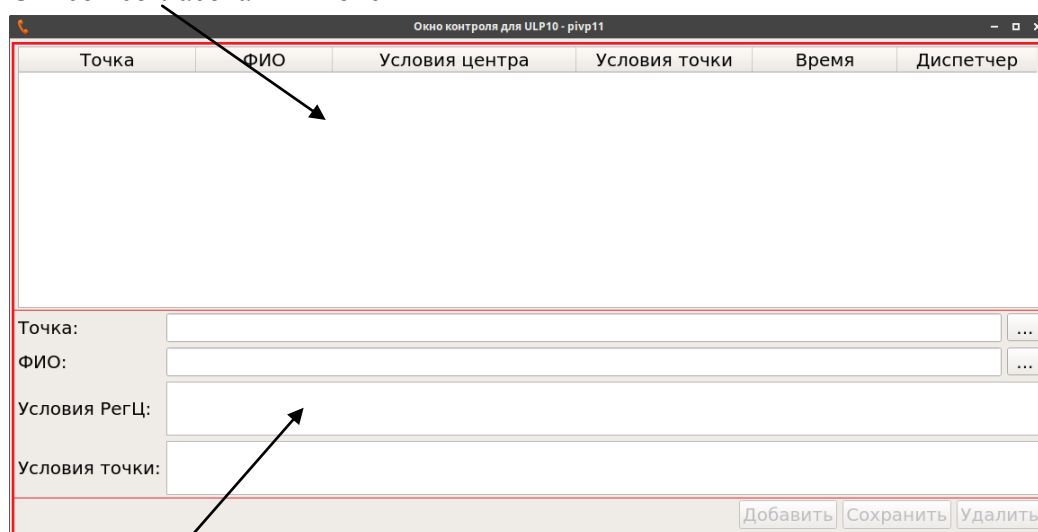 Окно контроля для ULP10 - pivp11
Точка ФИО Условия центра Условия точки Время Диспетчер
Точка: ...
ФИО: ...
Условия РегЦ:
Условия точки:
Добавить Сохранить Удалить